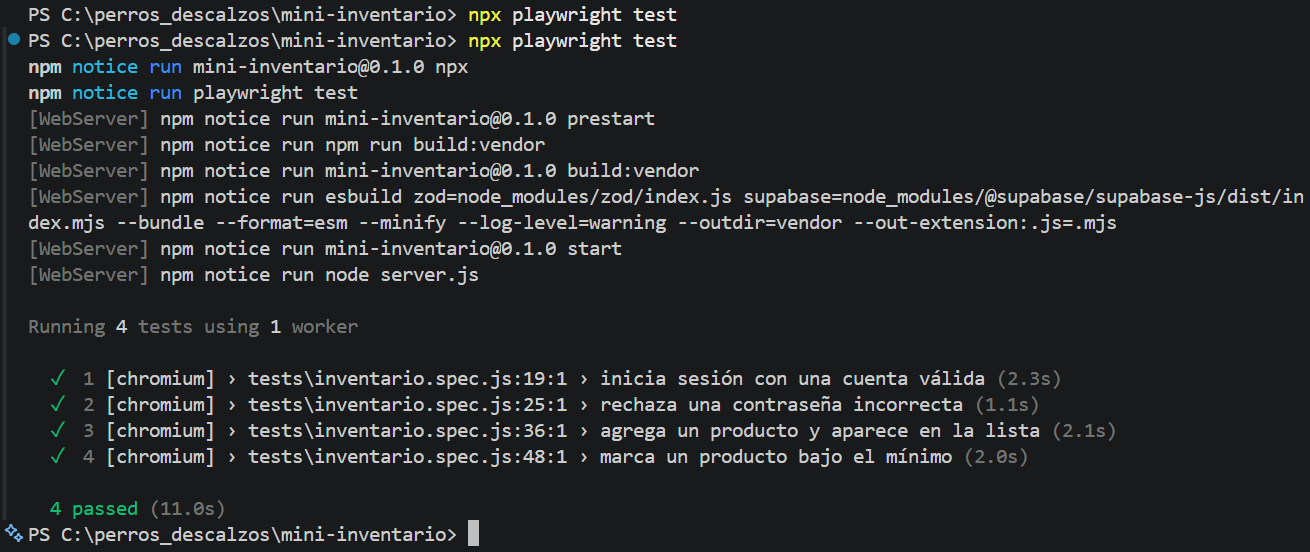 PS C:\perros_descalzos\mini-inventario> npx playwright test
PS C:\perros_descalzos\mini-inventario> npx playwright test
npm notice run mini-inventario@0.1.0 npx
npm notice run playwright test
[WebServer] npm notice run mini-inventario@0.1.0 prestart
[WebServer] npm notice run npm run build:vendor
[WebServer] npm notice run mini-inventario@0.1.0 build:vendor
[WebServer] npm notice run esbuild zod=node_modules/zod/index.js supabase=node_modules/@supabase/supabase-js/dist/in
dex.mjs --bundle --format=esm --minify --log-level=warning --outdir=vendor --out-extension:.js=.mjs
[WebServer] npm notice run mini-inventario@0.1.0 start
[WebServer] npm notice run node server.js
Running 4 tests using 1 worker
✓ 1 [chromium] › tests\inventario.spec.js:19:1 › inicia sesión con una cuenta válida (2.3s)
✓ 2 [chromium] › tests\inventario.spec.js:25:1 › rechaza una contraseña incorrecta (1.1s)
✓ 3 [chromium] › tests\inventario.spec.js:36:1 › agrega un producto y aparece en la lista (2.1s)
✓ 4 [chromium] › tests\inventario.spec.js:48:1 › marca un producto bajo el mínimo (2.0s)
4 passed (11.0s)
PS C:\perros_descalzos\mini-inventario>